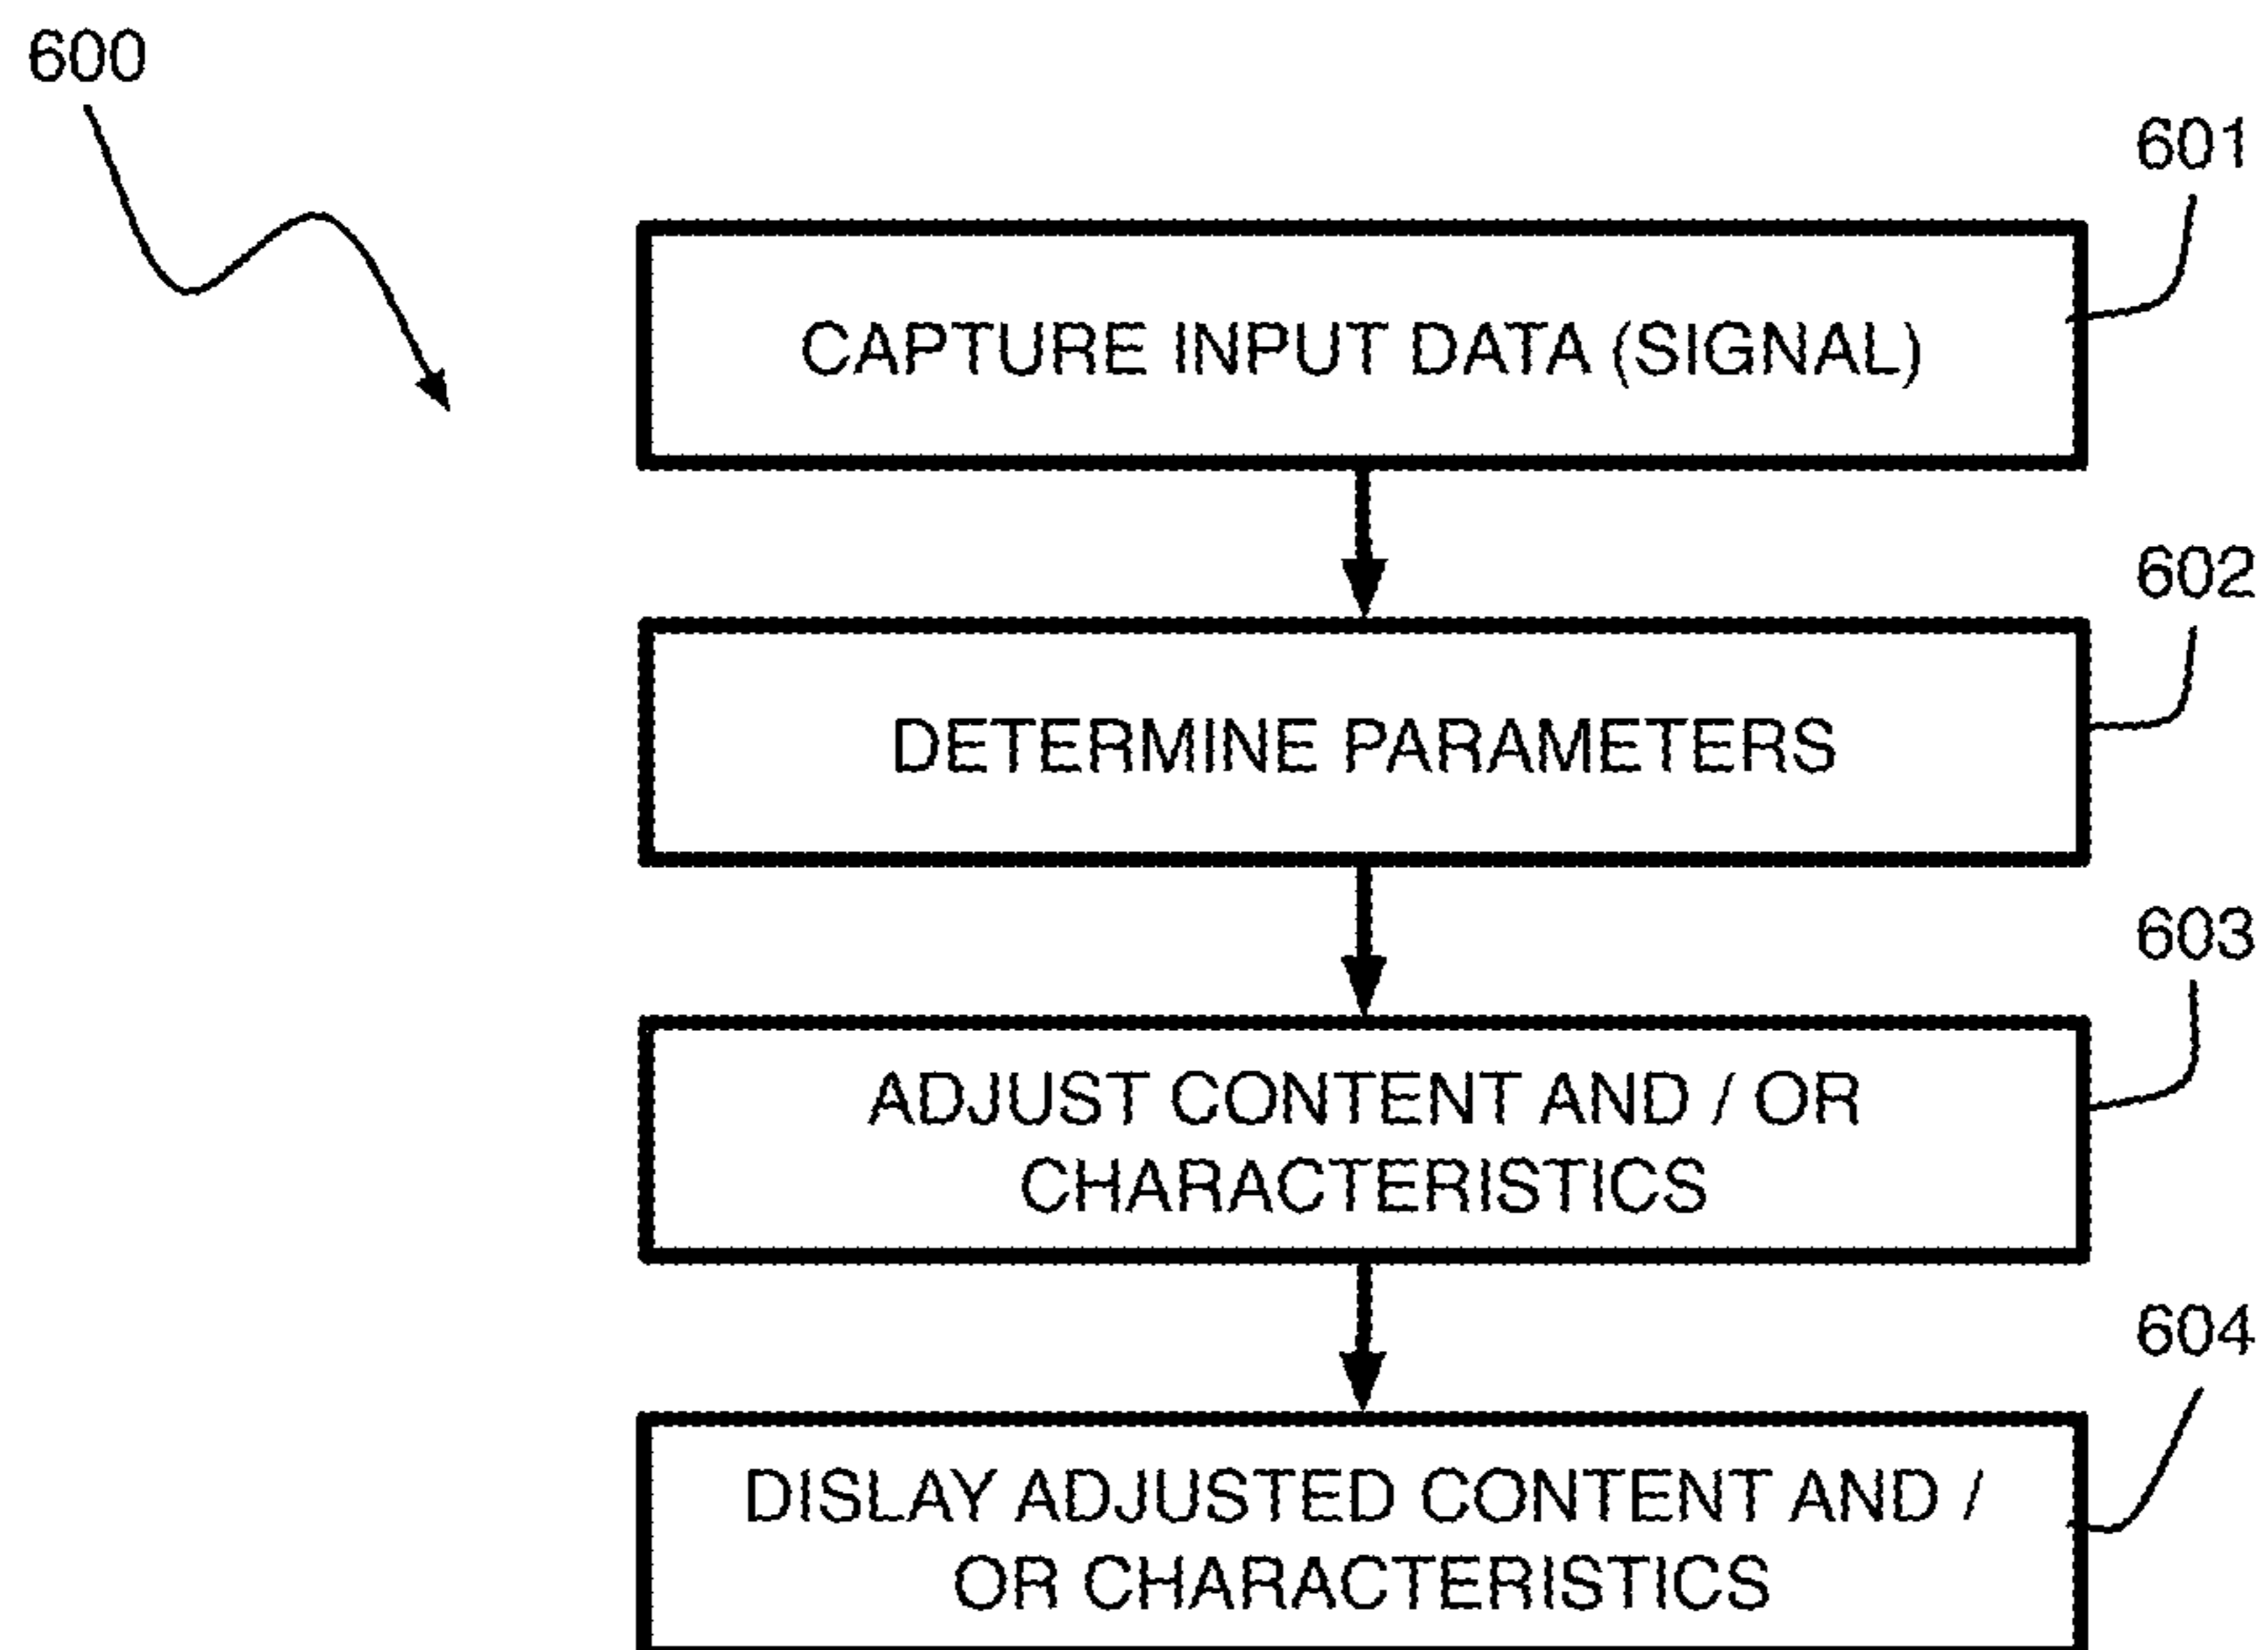 600
601
CAPTURE INPUT DATA (SIGNAL)
602
DETERMINE PARAMETERS
603
ADJUST CONTENT AND / OR
CHARACTERISTICS
604
DISLAY ADJUSTED CONTENT AND /
OR CHARACTERISTICS